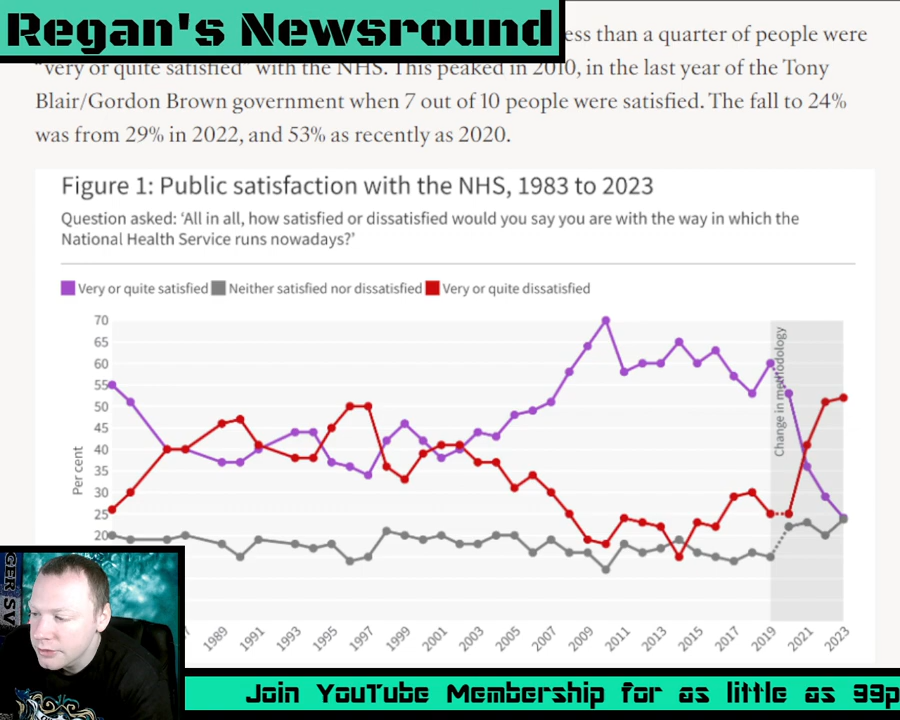 Regan's Newsround
ess than a quarter of people were
"very or quite satisfied" with the NHS. This peaked in 2010, in the last year of the Tony
Blair/Gordon Brown government when 7 out of 10 people were satisfied. The fall to 24%
was from 29% in 2022, and 53% as recently as 2020.
Figure 1: Public satisfaction with the NHS, 1983 to 2023
Question asked: 'All in all, how satisfied or dissatisfied would you say you are with the way in which the
National Health Service runs nowadays?'
Very or quite satisfied Neither satisfied nor dissatisfied Very or quite dissatisfied
70
65
60
55
50
45
40
35
30
25
20
Per cent
Change in methodology
1989 1991 1993 1995 1997 1999 2001 2003 2005 2007 2009 2011 2013 2015 2017 2019 2021 2023
Join YouTube Membership for as little as 99p